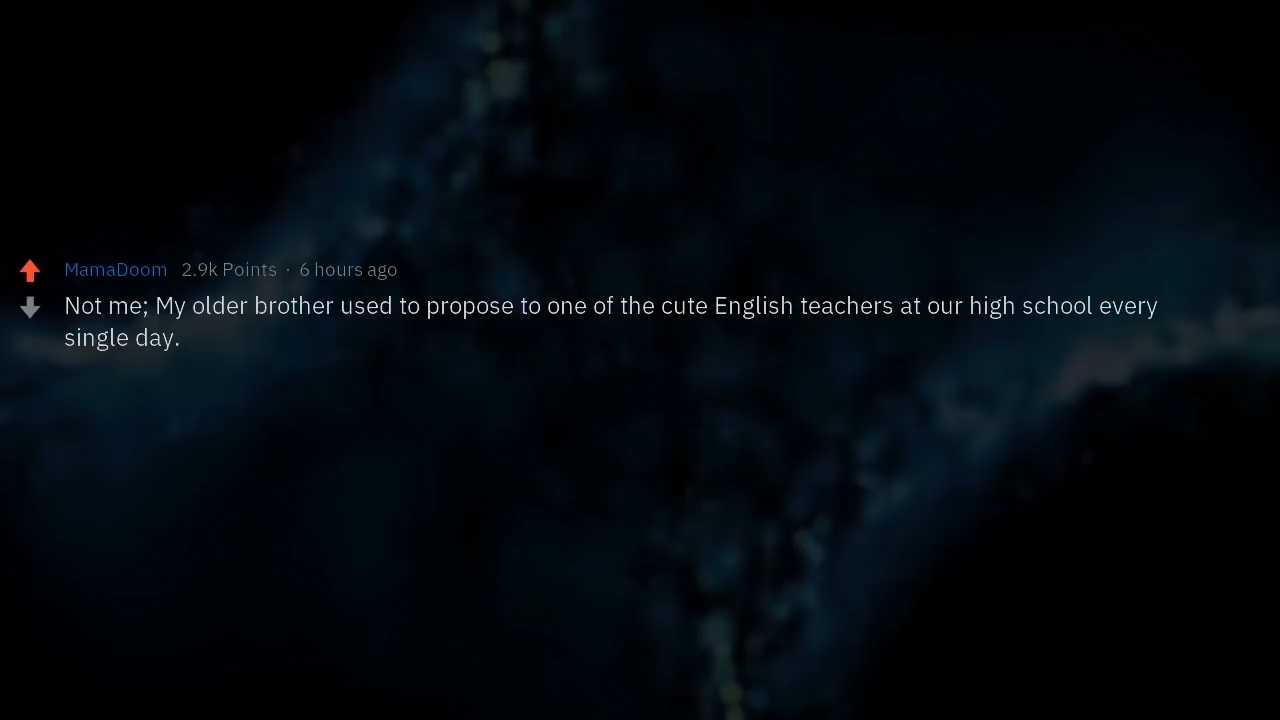 MamaDoom 2.9k Points · 6 hours ago
Not me; My older brother used to propose to one of the cute English teachers at our high school every
single day.